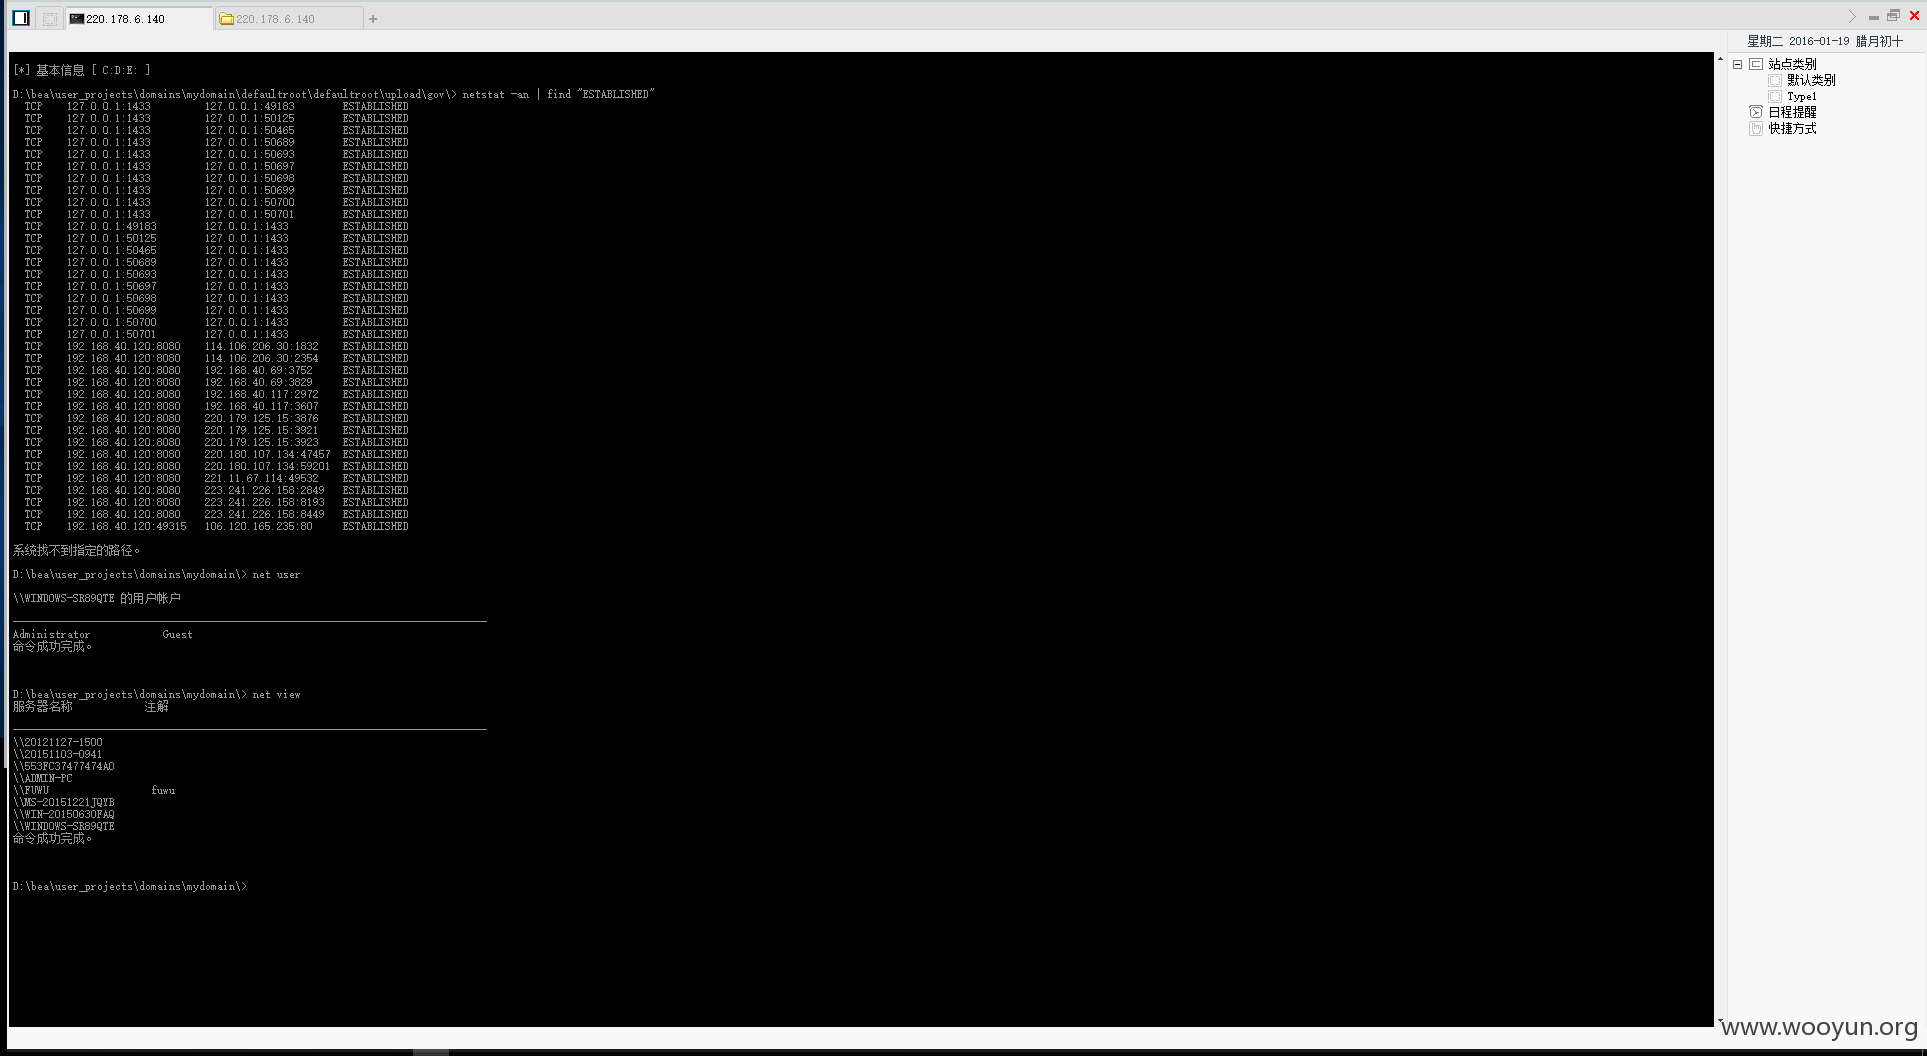 220.178.6.140
220.178.6.140
星期二 2016-01-19 腊月初十
站点类别
默认类别
Type1
日程提醒
快捷方式
[*] 基本信息 [ C:D:E: ]
D:\bea\user_projects\domains\mydomain\defaultroot\defaultroot\upload\gov\> netstat -an | find "ESTABLISHED"
TCP 127.0.0.1:1433 127.0.0.1:49183 ESTABLISHED
TCP 127.0.0.1:1433 127.0.0.1:50125 ESTABLISHED
TCP 127.0.0.1:1433 127.0.0.1:50465 ESTABLISHED
TCP 127.0.0.1:1433 127.0.0.1:50689 ESTABLISHED
TCP 127.0.0.1:1433 127.0.0.1:50693 ESTABLISHED
TCP 127.0.0.1:1433 127.0.0.1:50697 ESTABLISHED
TCP 127.0.0.1:1433 127.0.0.1:50698 ESTABLISHED
TCP 127.0.0.1:1433 127.0.0.1:50699 ESTABLISHED
TCP 127.0.0.1:1433 127.0.0.1:50700 ESTABLISHED
TCP 127.0.0.1:1433 127.0.0.1:50701 ESTABLISHED
TCP 127.0.0.1:49183 127.0.0.1:1433 ESTABLISHED
TCP 127.0.0.1:50125 127.0.0.1:1433 ESTABLISHED
TCP 127.0.0.1:50465 127.0.0.1:1433 ESTABLISHED
TCP 127.0.0.1:50689 127.0.0.1:1433 ESTABLISHED
TCP 127.0.0.1:50693 127.0.0.1:1433 ESTABLISHED
TCP 127.0.0.1:50697 127.0.0.1:1433 ESTABLISHED
TCP 127.0.0.1:50698 127.0.0.1:1433 ESTABLISHED
TCP 127.0.0.1:50699 127.0.0.1:1433 ESTABLISHED
TCP 127.0.0.1:50700 127.0.0.1:1433 ESTABLISHED
TCP 127.0.0.1:50701 127.0.0.1:1433 ESTABLISHED
TCP 192.168.40.120:8080 114.106.206.30:1832 ESTABLISHED
TCP 192.168.40.120:8080 114.106.206.30:2354 ESTABLISHED
TCP 192.168.40.120:8080 192.168.40.69:3752 ESTABLISHED
TCP 192.168.40.120:8080 192.168.40.69:3829 ESTABLISHED
TCP 192.168.40.120:8080 192.168.40.117:2972 ESTABLISHED
TCP 192.168.40.120:8080 192.168.40.117:3607 ESTABLISHED
TCP 192.168.40.120:8080 220.179.125.15:3876 ESTABLISHED
TCP 192.168.40.120:8080 220.179.125.15:3921 ESTABLISHED
TCP 192.168.40.120:8080 220.179.125.15:3923 ESTABLISHED
TCP 192.168.40.120:8080 220.180.107.134:47457 ESTABLISHED
TCP 192.168.40.120:8080 220.180.107.134:59201 ESTABLISHED
TCP 192.168.40.120:8080 221.11.67.114:49532 ESTABLISHED
TCP 192.168.40.120:8080 223.241.226.158:2849 ESTABLISHED
TCP 192.168.40.120:8080 223.241.226.158:8193 ESTABLISHED
TCP 192.168.40.120:8080 223.241.226.158:8449 ESTABLISHED
TCP 192.168.40.120:49315 106.120.165.235:80 ESTABLISHED
系统找不到指定的路径。
D:\bea\user_projects\domains\mydomain\> net user
\\WINDOWS-SR89QTE 的用户帐户
Administrator Guest
命令成功完成。
D:\bea\user_projects\domains\mydomain\> net view
服务器名称 注解
\\20121127-1500
\\20151103-0941
\\553FC37477474A0
\\ADMIN-PC
\\FUWU fuwu
\\MS-20151221JQYB
\\WIN-20150630FAQ
\\WINDOWS-SR89QTE
命令成功完成。
D:\bea\user_projects\domains\mydomain\>
www.wooyun.org